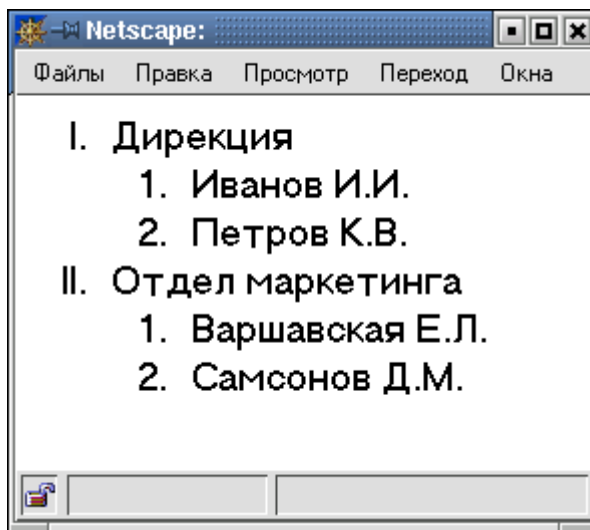 Netscape:
Файлы Правка Просмотр Переход Окна
I. Дирекция
1. Иванов И.И.
2. Петров К.В.
II. Отдел маркетинга
1. Варшавская Е.Л.
2. Самсонов Д.М.